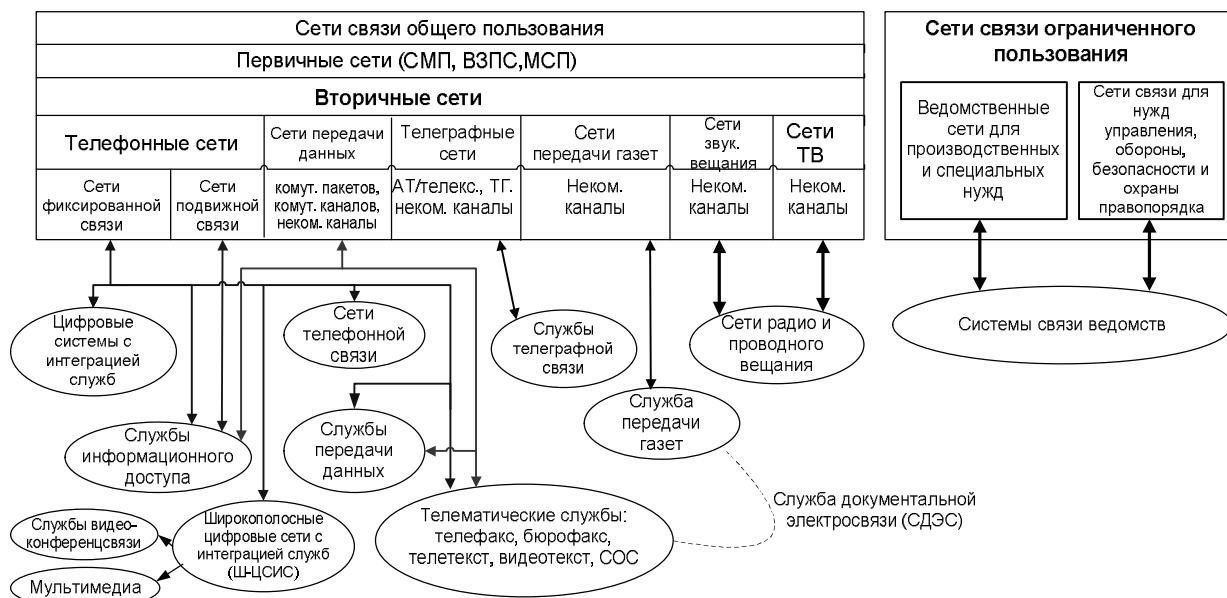 Сети связи общего пользования
Первичные сети (СМП, ВЗПС,МСП)
Вторичные сети
Телефонные сети
Сети передачи
данных
Телеграфные
сети
Сети
передачи газет
Сети
звук.
вещания
Сети
ТВ
Сети
фиксированной
связи
Сети
подвижной
связи
комут. пакетов,
комут. каналов,
неком. каналы
АТ/телекс., ТГ.
неком. каналы
Неком.
каналы
Неком.
каналы
Неком.
каналы
Сети связи ограниченного
пользования
Ведомственные
сети для
производственных
и специальных
нужд
Сети связи для
нужд
управления,
обороны,
безопасности и
охраны
правопорядка
Цифровые
системы с
интеграцией
служб
Сети
телефонной
связи
Службы
телеграфной
связи
Сети радио и
проводного
вещания
Системы связи ведомств
Службы
информационного
доступа
Службы
передачи
данных
Служба
передачи
газет
Служба документальной
электросвязи (СДЭС)
Службы видео-
конференцсвязи
Мультимедиа
Широкополосные
цифровые сети с
интеграцией служб
(Ш-ЦСИС)
Телематические службы:
телефакс, бюрофакс,
телетекст, видеотекст, СОС